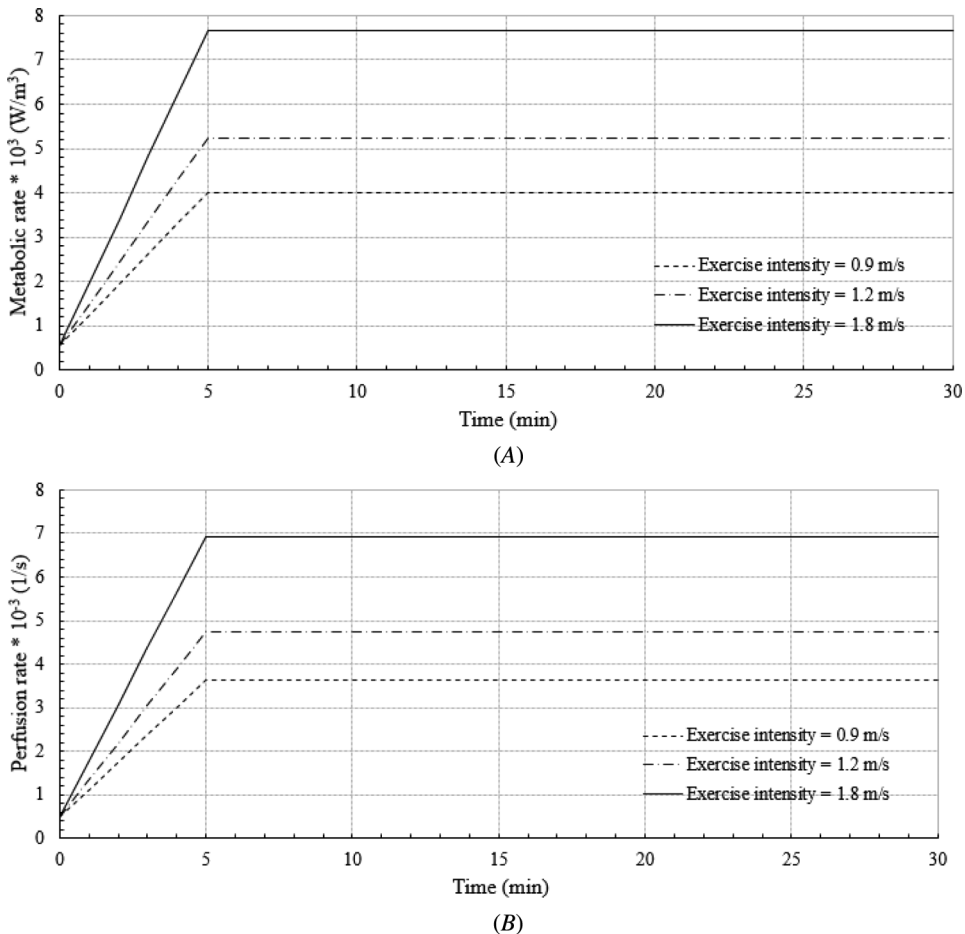 8
7
6
5
4
3
2
1
0
Metabolic rate * 10³ (W/m³)
Exercise intensity = 0.9 m/s
Exercise intensity = 1.2 m/s
Exercise intensity = 1.8 m/s
0 5 10 15 20 25 30
Time (min)
(A)
8
7
6
5
4
3
2
1
0
Perfusion rate * 10⁻³ (1/s)
Exercise intensity = 0.9 m/s
Exercise intensity = 1.2 m/s
Exercise intensity = 1.8 m/s
0 5 10 15 20 25 30
Time (min)
(B)